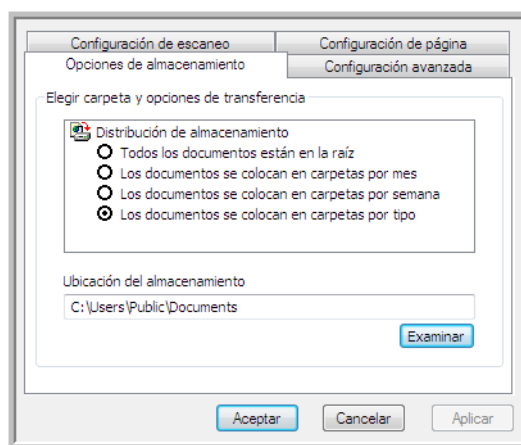 Configuración de escaneo
Configuración de página
Opciones de almacenamiento
Configuración avanzada
Elegir carpeta y opciones de transferencia
Distribución de almacenamiento
Todos los documentos están en la raíz
Los documentos se colocan en carpetas por mes
Los documentos se colocan en carpetas por semana
Los documentos se colocan en carpetas por tipo
Ubicación del almacenamiento
C:\Users\Public\Documents
Examinar
Aceptar
Cancelar
Aplicar